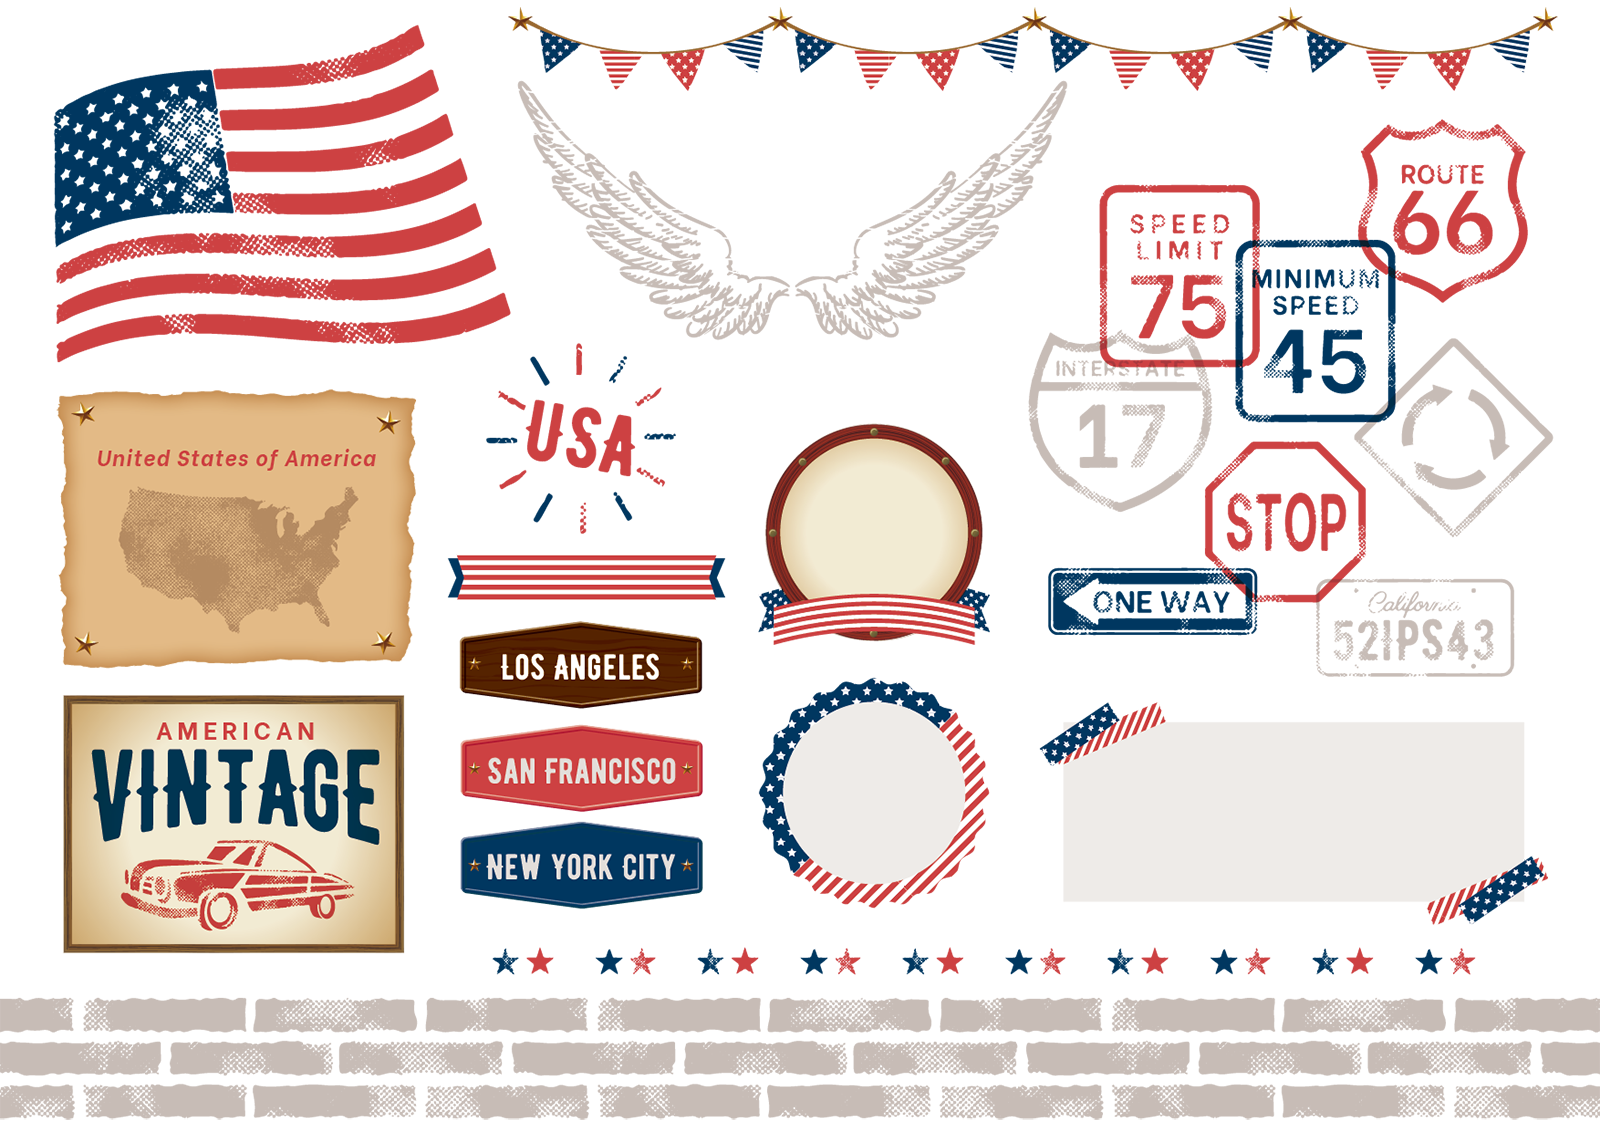 ROUTE
66
SPEED
LIMIT
75
MINIMUM
SPEED
45
INTERSTATE
17
USA
United States of America
STOP
ONE WAY
California
52IPS43
LOS ANGELES
AMERICAN
VINTAGE
SAN FRANCISCO
NEW YORK CITY